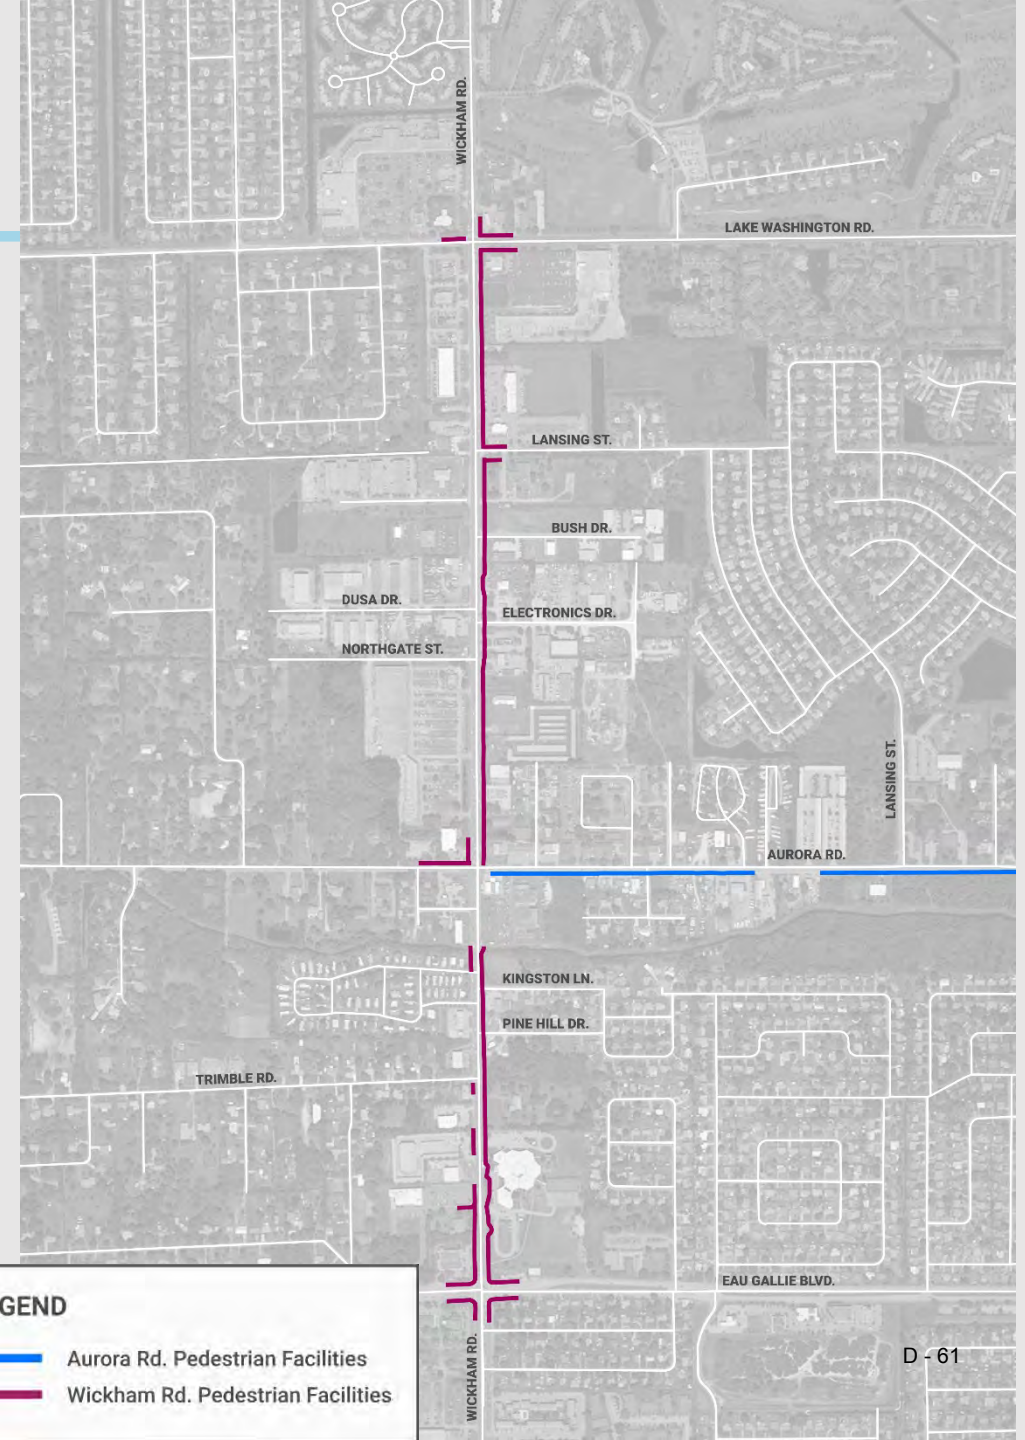 WICKHAM RD.
LAKE WASHINGTON RD.
LANSING ST.
BUSH DR.
DUSA DR.
ELECTRONICS DR.
NORTHGATE ST.
LANSING ST.
AURORA RD.
KINGSTON LN.
PINE HILL DR.
TRIMBLE RD.
EAU GALLIE BLVD.
GEND
Aurora Rd. Pedestrian Facilities
Wickham Rd. Pedestrian Facilities
WICKHAM RD.
D - 61